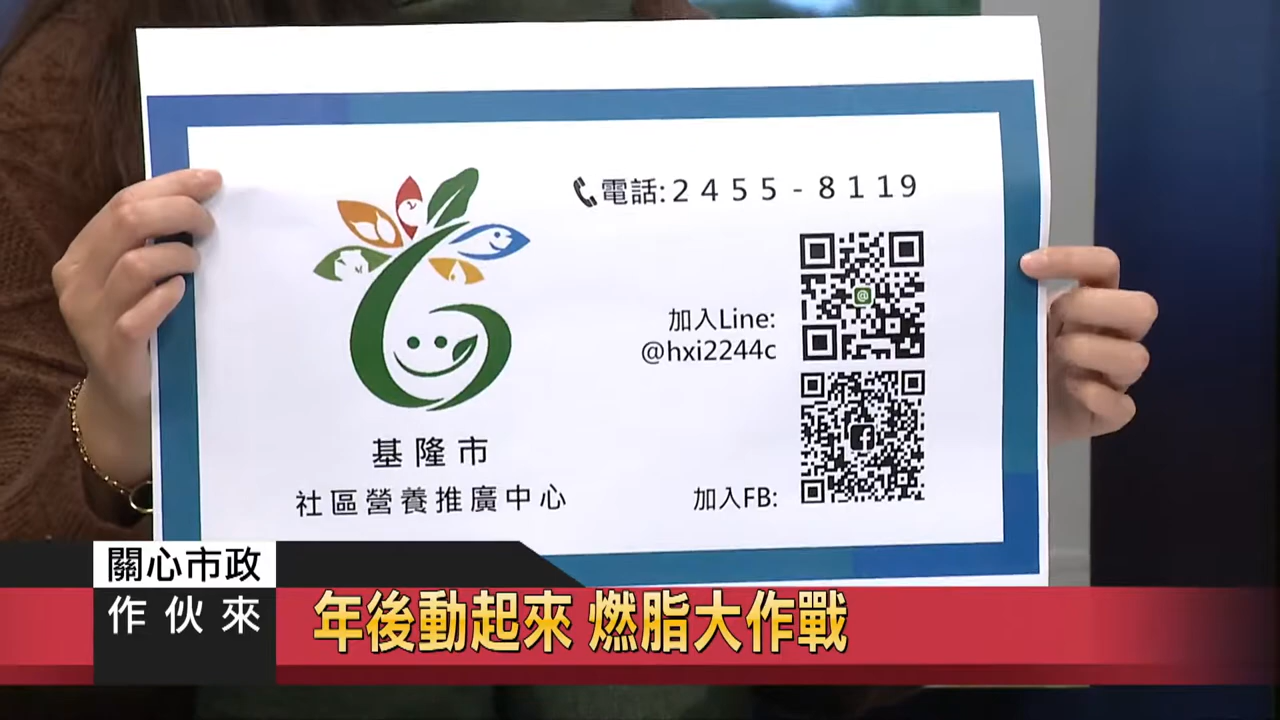 電話:2455-8119
加入Line:
@hxi2244c
基隆市
社區營養推廣中心
加入FB:
關心市政
作伙來
年後動起來 燃脂大作戰